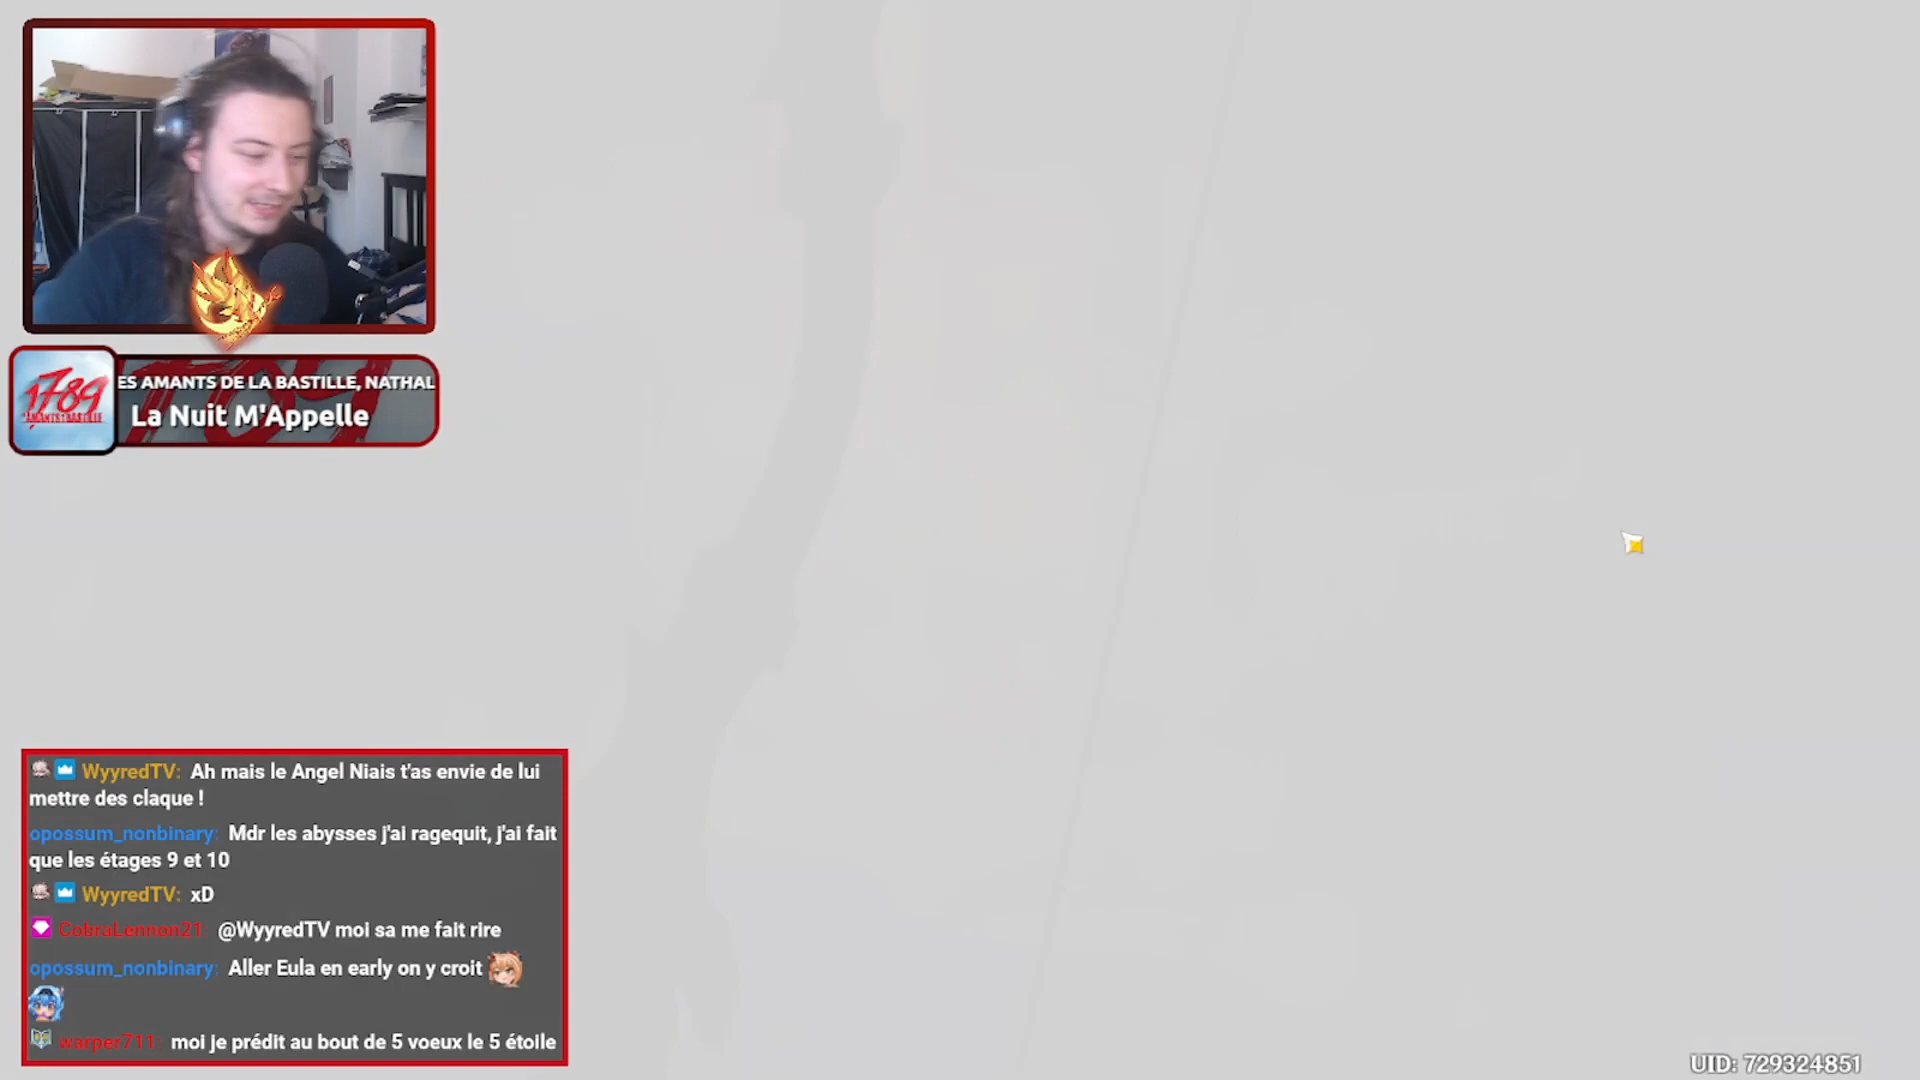 1789
ES AMANTS DE LA BASTILLE, NATHAL
La Nuit M'Appelle
WyyredTV: Ah mais le Angel Niais t'as envie de lui
mettre des claque !
opossum_nonbinary: Mdr les abysses j'ai ragequit, j'ai fait
que les étages 9 et 10
WyyredTV: xD
CobraLennon21: @WyyredTV moi sa me fait rire
opossum_nonbinary: Aller Eula en early on y croit
warper711: moi je prédit au bout de 5 voeux le 5 étoile
UID: 729324851